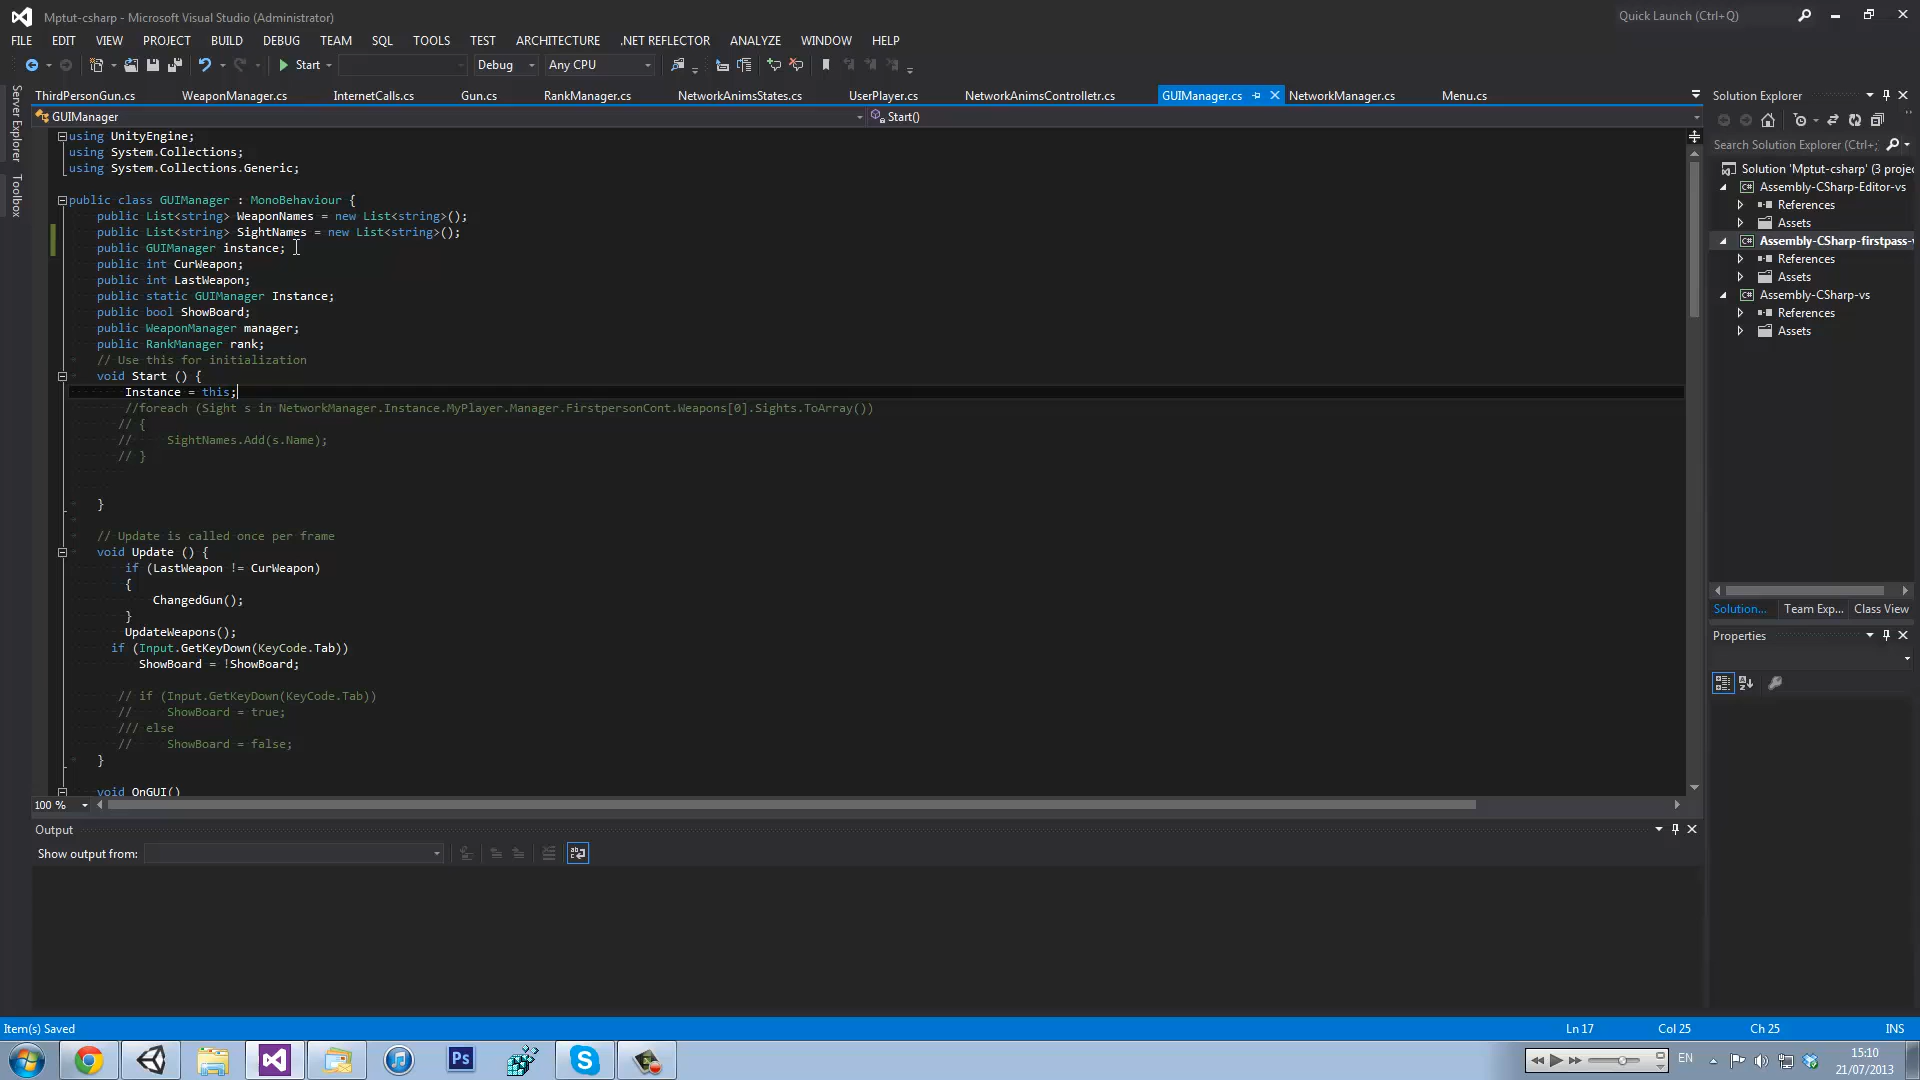 Mptut-csharp - Microsoft Visual Studio (Administrator)
Quick Launch (Ctrl+Q)
FILE EDIT VIEW PROJECT BUILD DEBUG TEAM SQL TOOLS TEST ARCHITECTURE .NET REFLECTOR ANALYZE WINDOW HELP
Start Debug Any CPU
Server Explorer
Toolbox
ThirdPersonGun.cs WeaponManager.cs InternetCalls.cs Gun.cs RankManager.cs NetworkAnimsStates.cs UserPlayer.cs NetworkAnimsControlletr.cs GUIManager.cs NetworkManager.cs Menu.cs
GUIManager Start()
using UnityEngine;
using System.Collections;
using System.Collections.Generic;
public class GUIManager : MonoBehaviour {
public List<string> WeaponNames = new List<string>();
public List<string> SightNames = new List<string>();
public GUIManager instance;
public int CurWeapon;
public int LastWeapon;
public static GUIManager Instance;
public bool ShowBoard;
public WeaponManager manager;
public RankManager rank;
// Use this for initialization
void Start () {
Instance = this;
//foreach (Sight s in NetworkManager.Instance.MyPlayer.Manager.FirstpersonCont.Weapons[0].Sights.ToArray())
// {
// SightNames.Add(s.Name);
// }
}
// Update is called once per frame
void Update () {
if (LastWeapon != CurWeapon)
{
ChangedGun();
}
UpdateWeapons();
if (Input.GetKeyDown(KeyCode.Tab))
ShowBoard = !ShowBoard;
// if (Input.GetKeyDown(KeyCode.Tab))
// ShowBoard = true;
/// else
// ShowBoard = false;
}
void OnGUI()
100 %
Output
Show output from:
Solution Explorer
Search Solution Explorer (Ctrl+;
Solution 'Mptut-csharp' (3 projec
Assembly-CSharp-Editor-vs
References
Assets
Assembly-CSharp-firstpass-v
References
Assets
Assembly-CSharp-vs
References
Assets
Solution... Team Exp... Class View
Properties
Item(s) Saved Ln 17 Col 25 Ch 25 INS
Ps
EN
15:10
21/07/2013